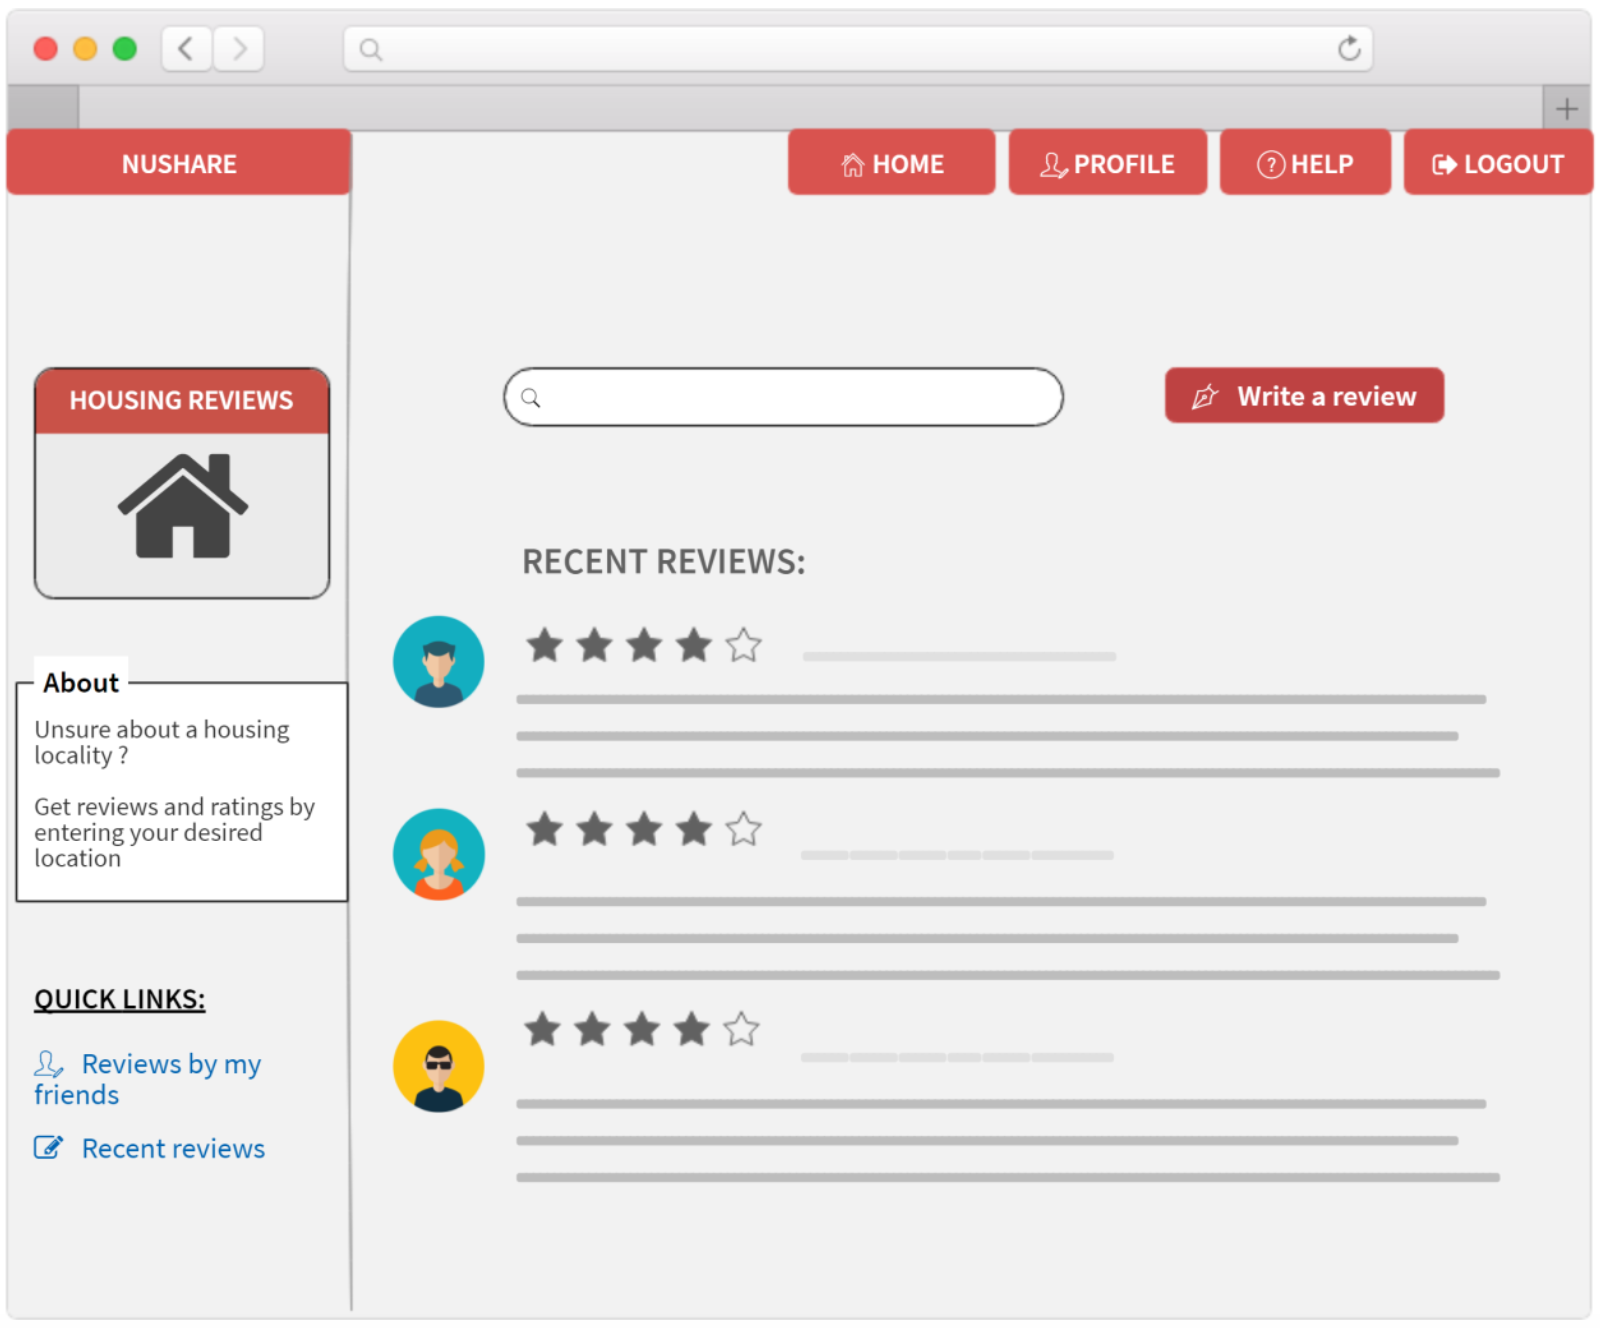 NUSHARE
HOME
PROFILE
HELP
LOGOUT
HOUSING REVIEWS
Write a review
RECENT REVIEWS:
About
Unsure about a housing
locality ?
Get reviews and ratings by
entering your desired
location
QUICK LINKS:
Reviews by my
friends
Recent reviews